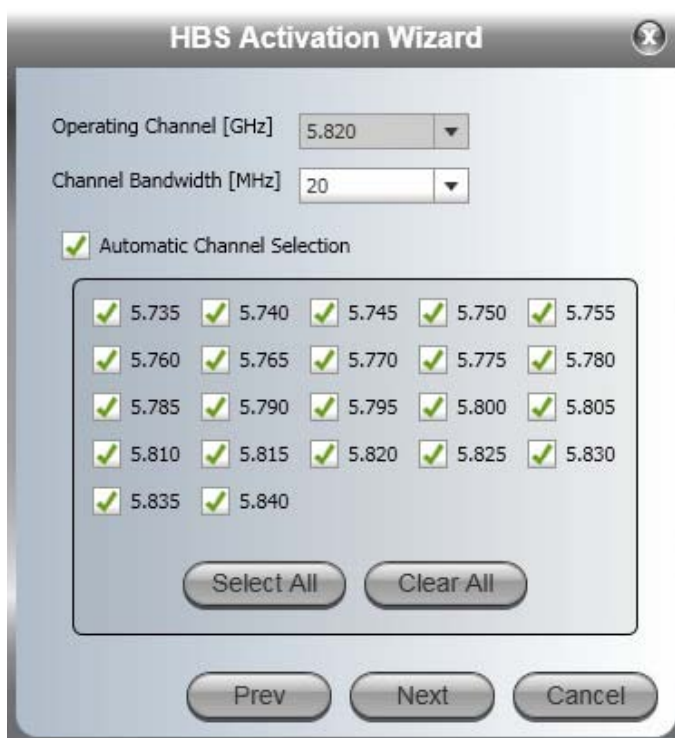 HBS Activation Wizard
X
Operating Channel [GHz] 5.820
Channel Bandwidth [MHz] 20
Automatic Channel Selection
5.735 5.740 5.745 5.750 5.755
5.760 5.765 5.770 5.775 5.780
5.785 5.790 5.795 5.800 5.805
5.810 5.815 5.820 5.825 5.830
5.835 5.840
Select All Clear All
Prev Next Cancel